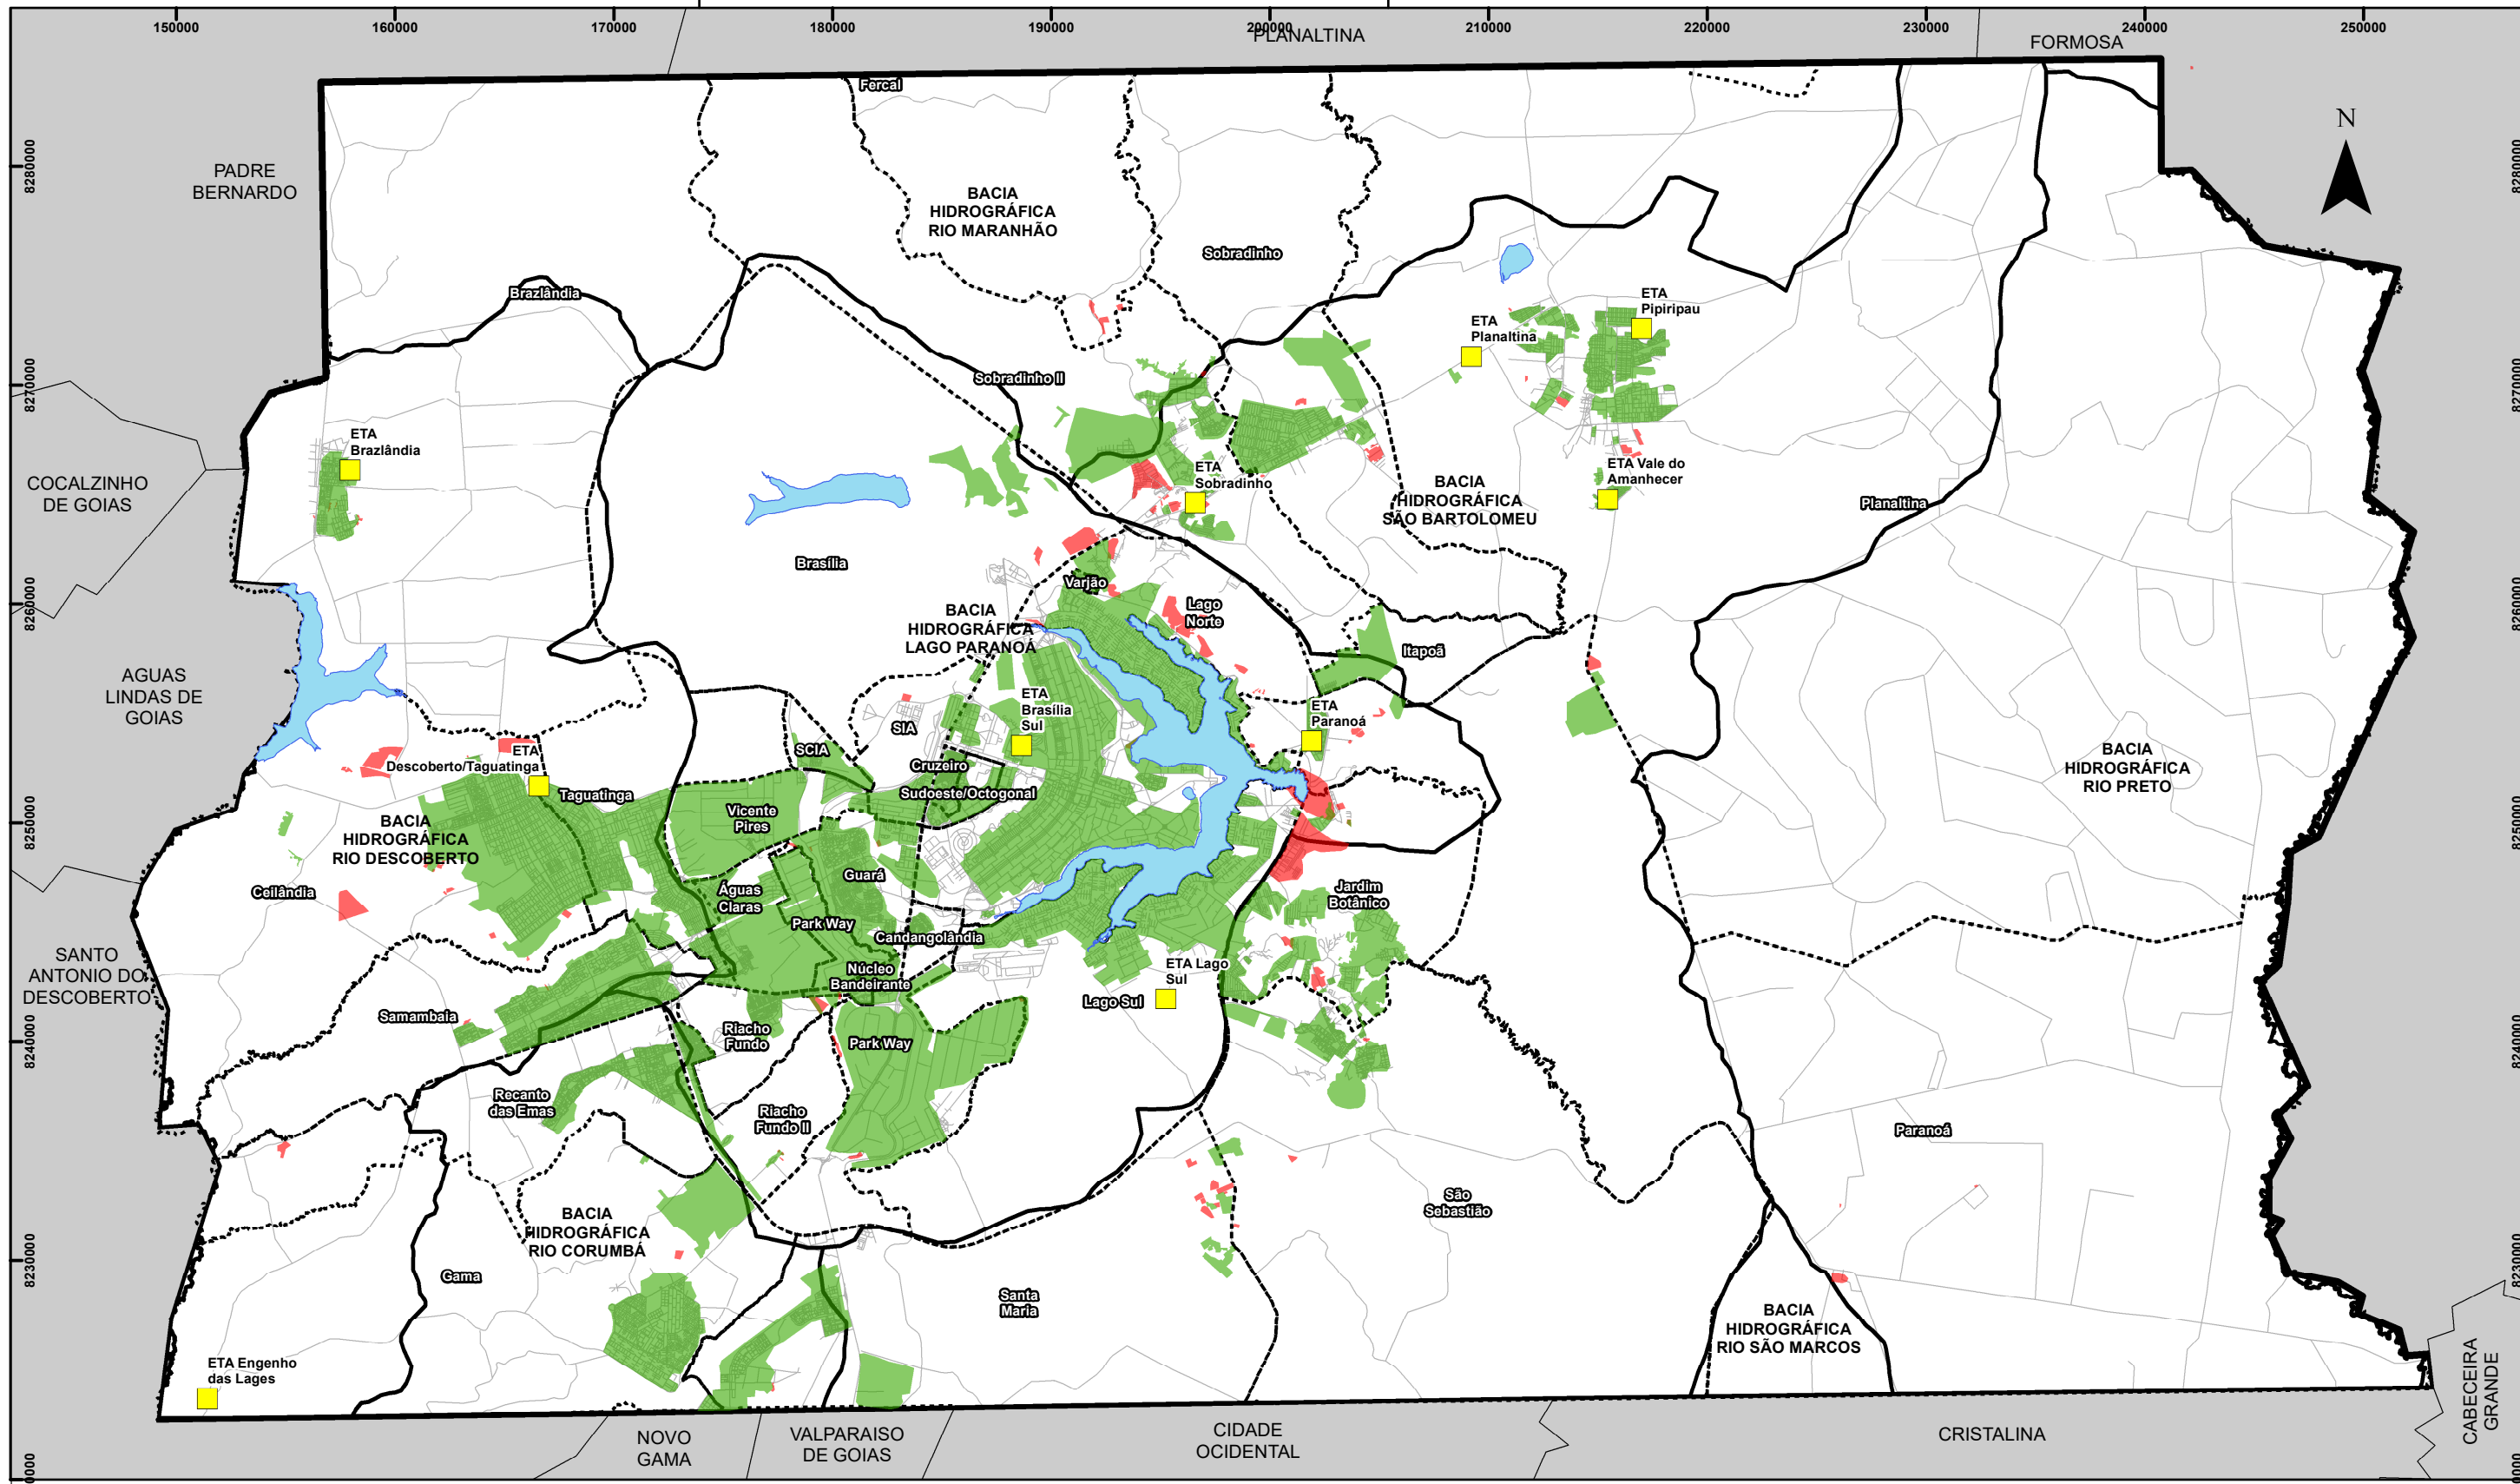 150000
160000
170000
180000
190000
200000
210000
220000
230000
240000
250000
PLANALTINA
FORMOSA
N
8280000
8270000
8260000
8250000
8240000
8230000
8280000
8270000
8260000
8250000
8240000
8230000
PADRE
BERNARDO
COCALZINHO
DE GOIAS
AGUAS
LINDAS DE
GOIAS
SANTO
ANTONIO DO
DESCOBERTO
NOVO
GAMA
VALPARAISO
DE GOIAS
CIDADE
OCIDENTAL
CRISTALINA
CABECEIRA
GRANDE
Fercal
BACIA
HIDROGRÁFICA
RIO MARANHÃO
Sobradinho
Brazlândia
Sobradinho II
ETA
Pipiripau
ETA
Planaltina
ETA
Brazlândia
ETA
Sobradinho
ETA Vale do
Amanhecer
BACIA
HIDROGRÁFICA
SÃO BARTOLOMEU
Planaltina
Brasília
Varjão
BACIA
HIDROGRÁFICA
LAGO PARANOÁ
Lago
Norte
Itapoã
ETA
Brasília
Sul
ETA
Paranoá
SIA
SCIA
ETA
Descoberto/Taguatinga
Taguatinga
Cruzeiro
Sudoeste/Octogonal
BACIA
HIDROGRÁFICA
RIO PRETO
Vicente
Pires
BACIA
HIDROGRÁFICA
RIO DESCOBERTO
Ceilândia
Guará
Águas
Claras
Park Way
Candangolândia
Jardim
Botânico
Núcleo
Bandeirante
ETA Lago
Sul
Lago Sul
Samambaia
Riacho
Fundo
Park Way
Recanto
das Emas
Riacho
Fundo II
Paranoá
São
Sebastião
BACIA
HIDROGRÁFICA
RIO CORUMBÁ
Gama
Santa
Maria
BACIA
HIDROGRÁFICA
RIO SÃO MARCOS
ETA Engenho
das Lages